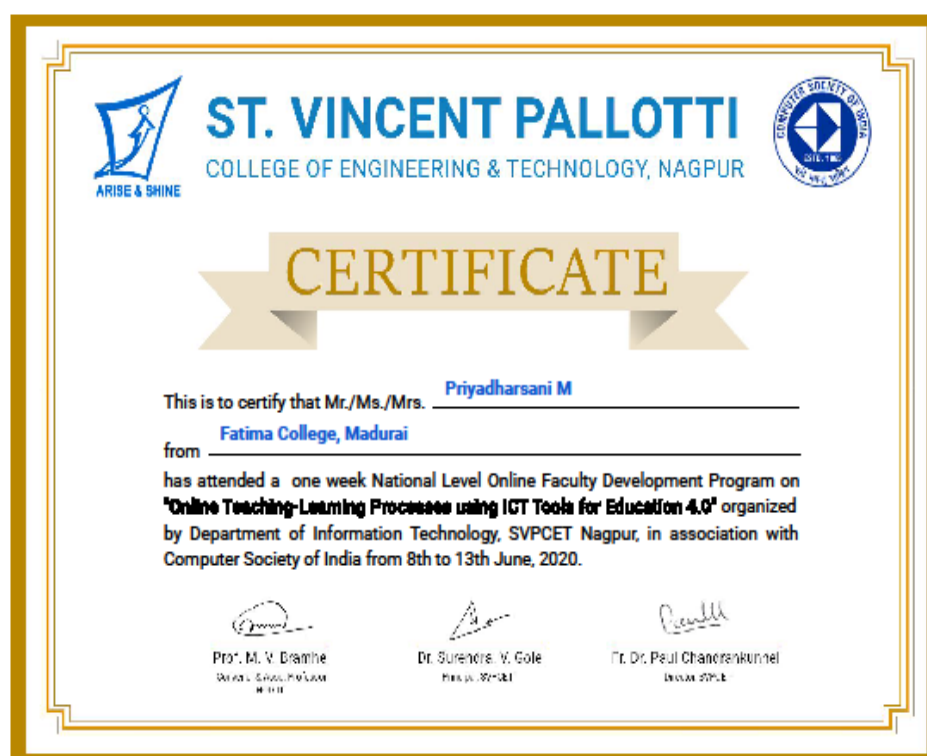 ST. VINCENT PALLOTTI
COLLEGE OF ENGINEERING & TECHNOLOGY, NAGPUR
ARISE & SHINE
COMPUTER SOCIETY OF INDIA
CERTIFICATE
This is to certify that Mr./Ms./Mrs. Priyadharsani M
from Fatima College, Madurai
has attended a one week National Level Online Faculty Development Program on
"Online Teaching-Learning Processes using ICT Tools for Education 4.0" organized
by Department of Information Technology, SVPCET Nagpur, in association with
Computer Society of India from 8th to 13th June, 2020.
Prof. M. V. Bramhe
Dr. Surendra. V. Gole
Fr. Dr. Paul Chandrankunnel
Principal, SVPCET
Director, SVPCET